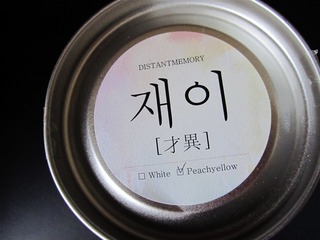 DISTANTMEMORY
재이
[才異]
☐ White ☑ Peachyellow